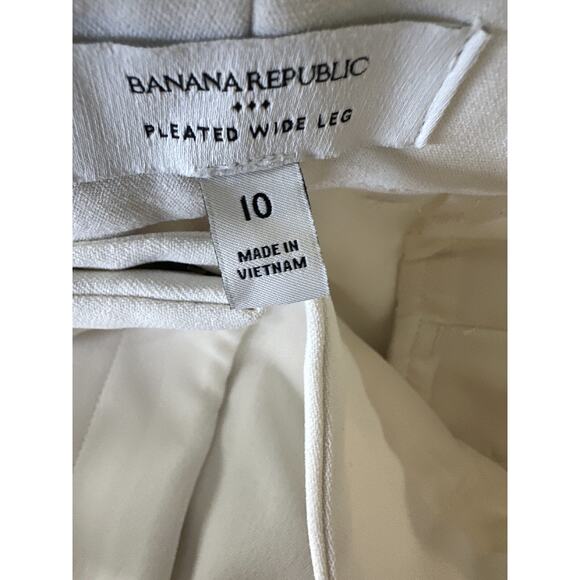 BANANA REPUBLIC
PLEATED WIDE LEG
10
MADE IN
VIETNAM